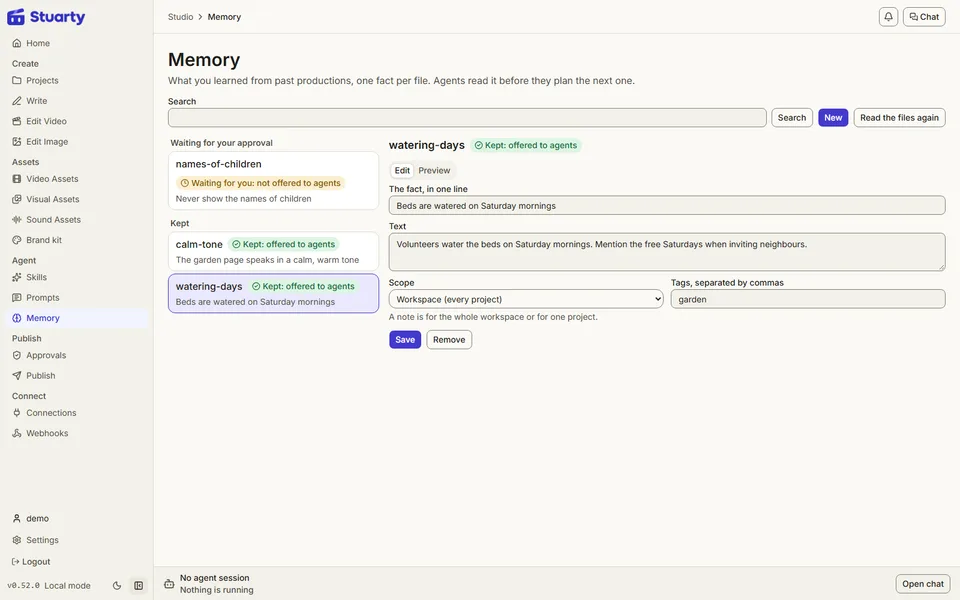 Stuarty
Home
Create
Projects
Write
Edit Video
Edit Image
Assets
Video Assets
Visual Assets
Sound Assets
Brand kit
Agent
Skills
Prompts
Memory
Publish
Approvals
Publish
Connect
Connections
Webhooks
demo
Settings
Logout
v0.52.0 Local mode
Studio > Memory
Chat
Memory
What you learned from past productions, one fact per file. Agents read it before they plan the next one.
Search
Search
New
Read the files again
Waiting for your approval
names-of-children
Waiting for you: not offered to agents
Never show the names of children
Kept
calm-tone Kept: offered to agents
The garden page speaks in a calm, warm tone
watering-days Kept: offered to agents
Beds are watered on Saturday mornings
watering-days Kept: offered to agents
Edit Preview
The fact, in one line
Beds are watered on Saturday mornings
Text
Volunteers water the beds on Saturday mornings. Mention the free Saturdays when inviting neighbours.
Scope
Workspace (every project)
A note is for the whole workspace or for one project.
Tags, separated by commas
garden
Save
Remove
No agent session
Nothing is running
Open chat